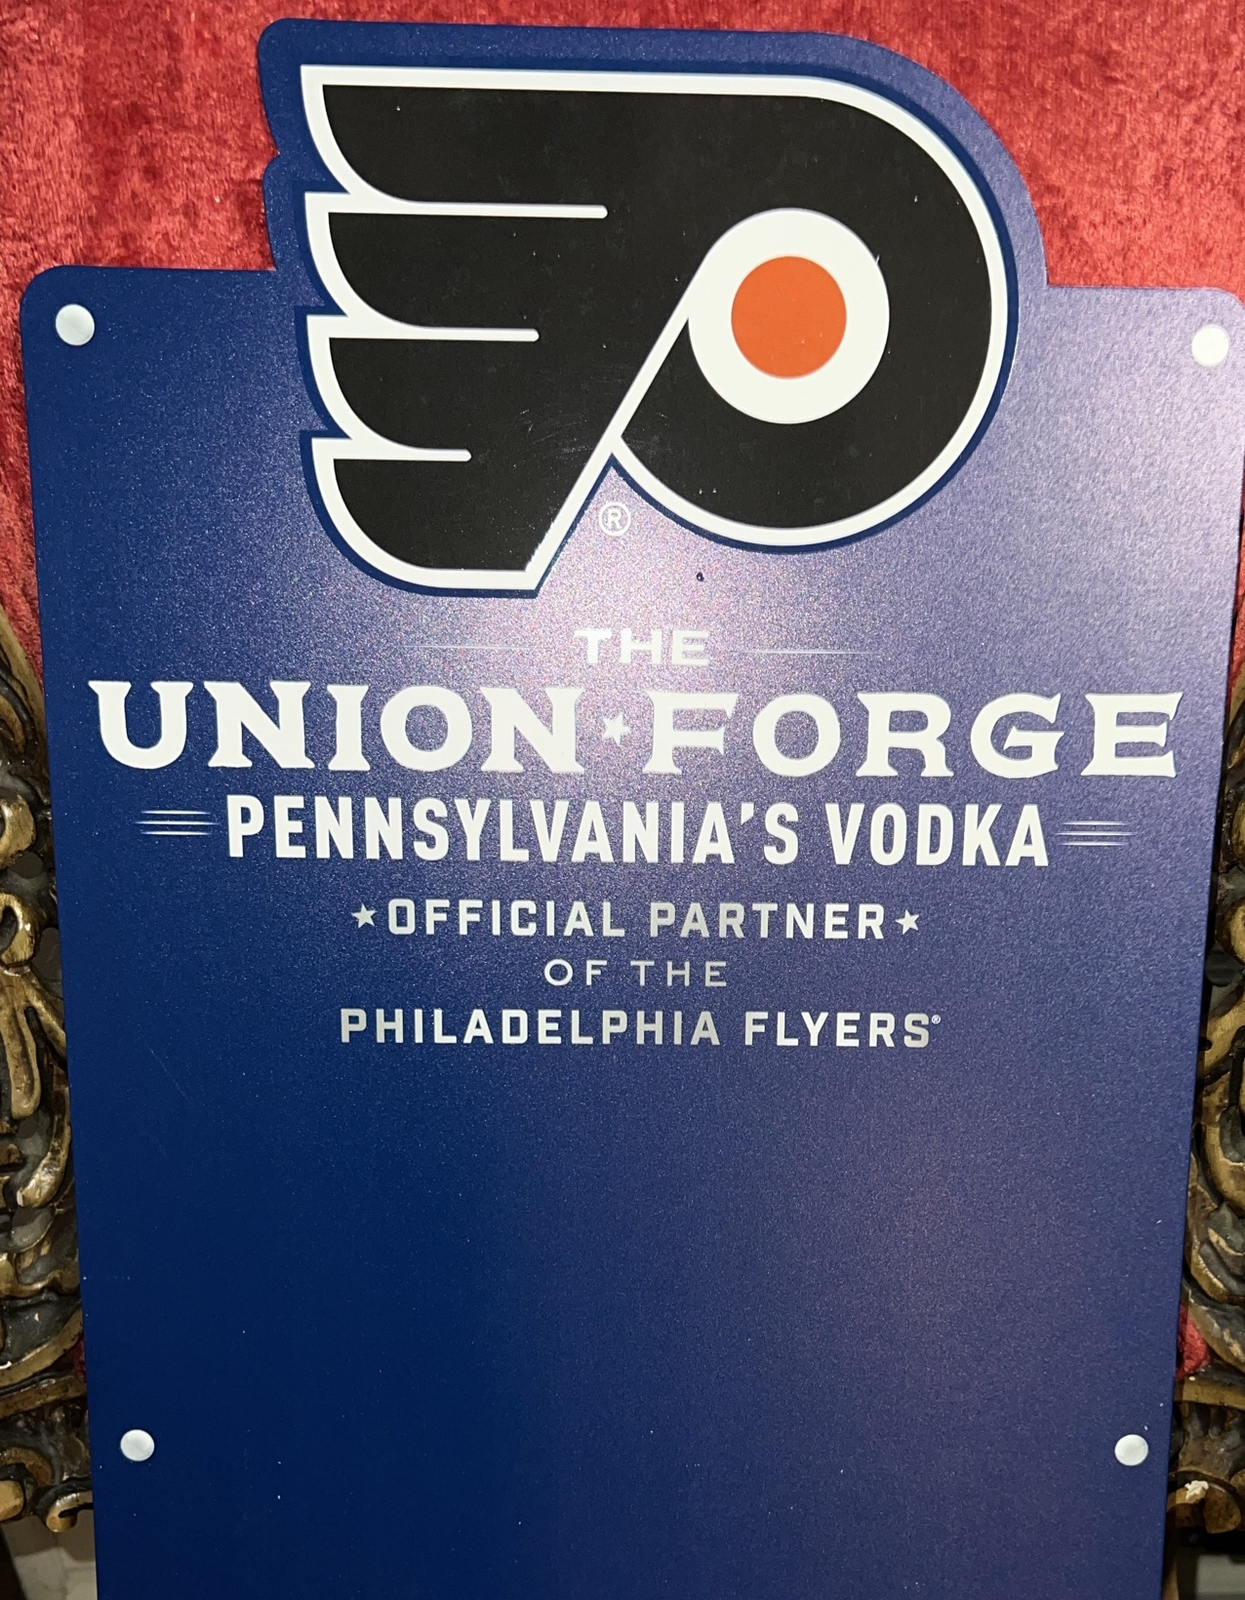 ®
THE
UNION★FORGE
PENNSYLVANIA'S VODKA
★OFFICIAL PARTNER★
OF THE
PHILADELPHIA FLYERS®